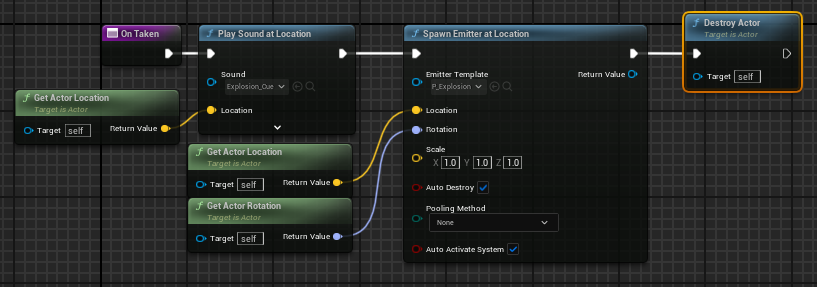 On Taken
Play Sound at Location
Sound
Explosion_Cue
Location
Get Actor Location
Target is Actor
Target self
Return Value
Get Actor Location
Target is Actor
Target self
Return Value
Get Actor Rotation
Target is Actor
Target self
Return Value
Spawn Emitter at Location
Emitter Template
P_Explosion
Return Value
Location
Rotation
Scale
X 1.0 Y 1.0 Z 1.0
Auto Destroy
Pooling Method
None
Auto Activate System
Destroy Actor
Target is Actor
Target self